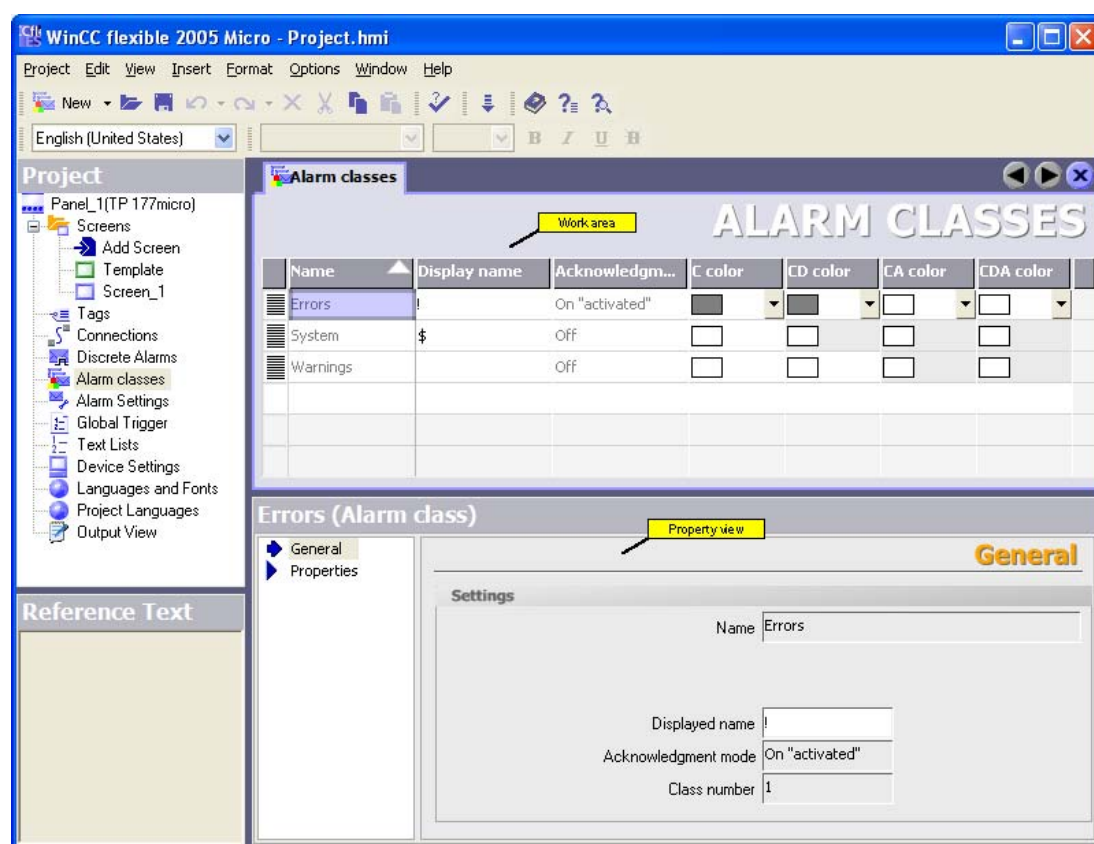 WinCC flexible 2005 Micro - Project.hmi
Project Edit View Insert Format Options Window Help
New
English (United States)
B I U
Project
Alarm classes
Panel_1(TP 177micro)
Screens
Add Screen
Template
Screen_1
Tags
Connections
Discrete Alarms
Alarm classes
Alarm Settings
Global Trigger
Text Lists
Device Settings
Languages and Fonts
Project Languages
Output View
Work area
ALARM CLASSES
Name Display name Acknowledgm... C color CD color CA color CDA color
Errors ! On "activated"
System $ Off
Warnings Off
Errors (Alarm class)
Property view
General
Properties
General
Settings
Name Errors
Displayed name !
Acknowledgment mode On "activated"
Class number 1
Reference Text